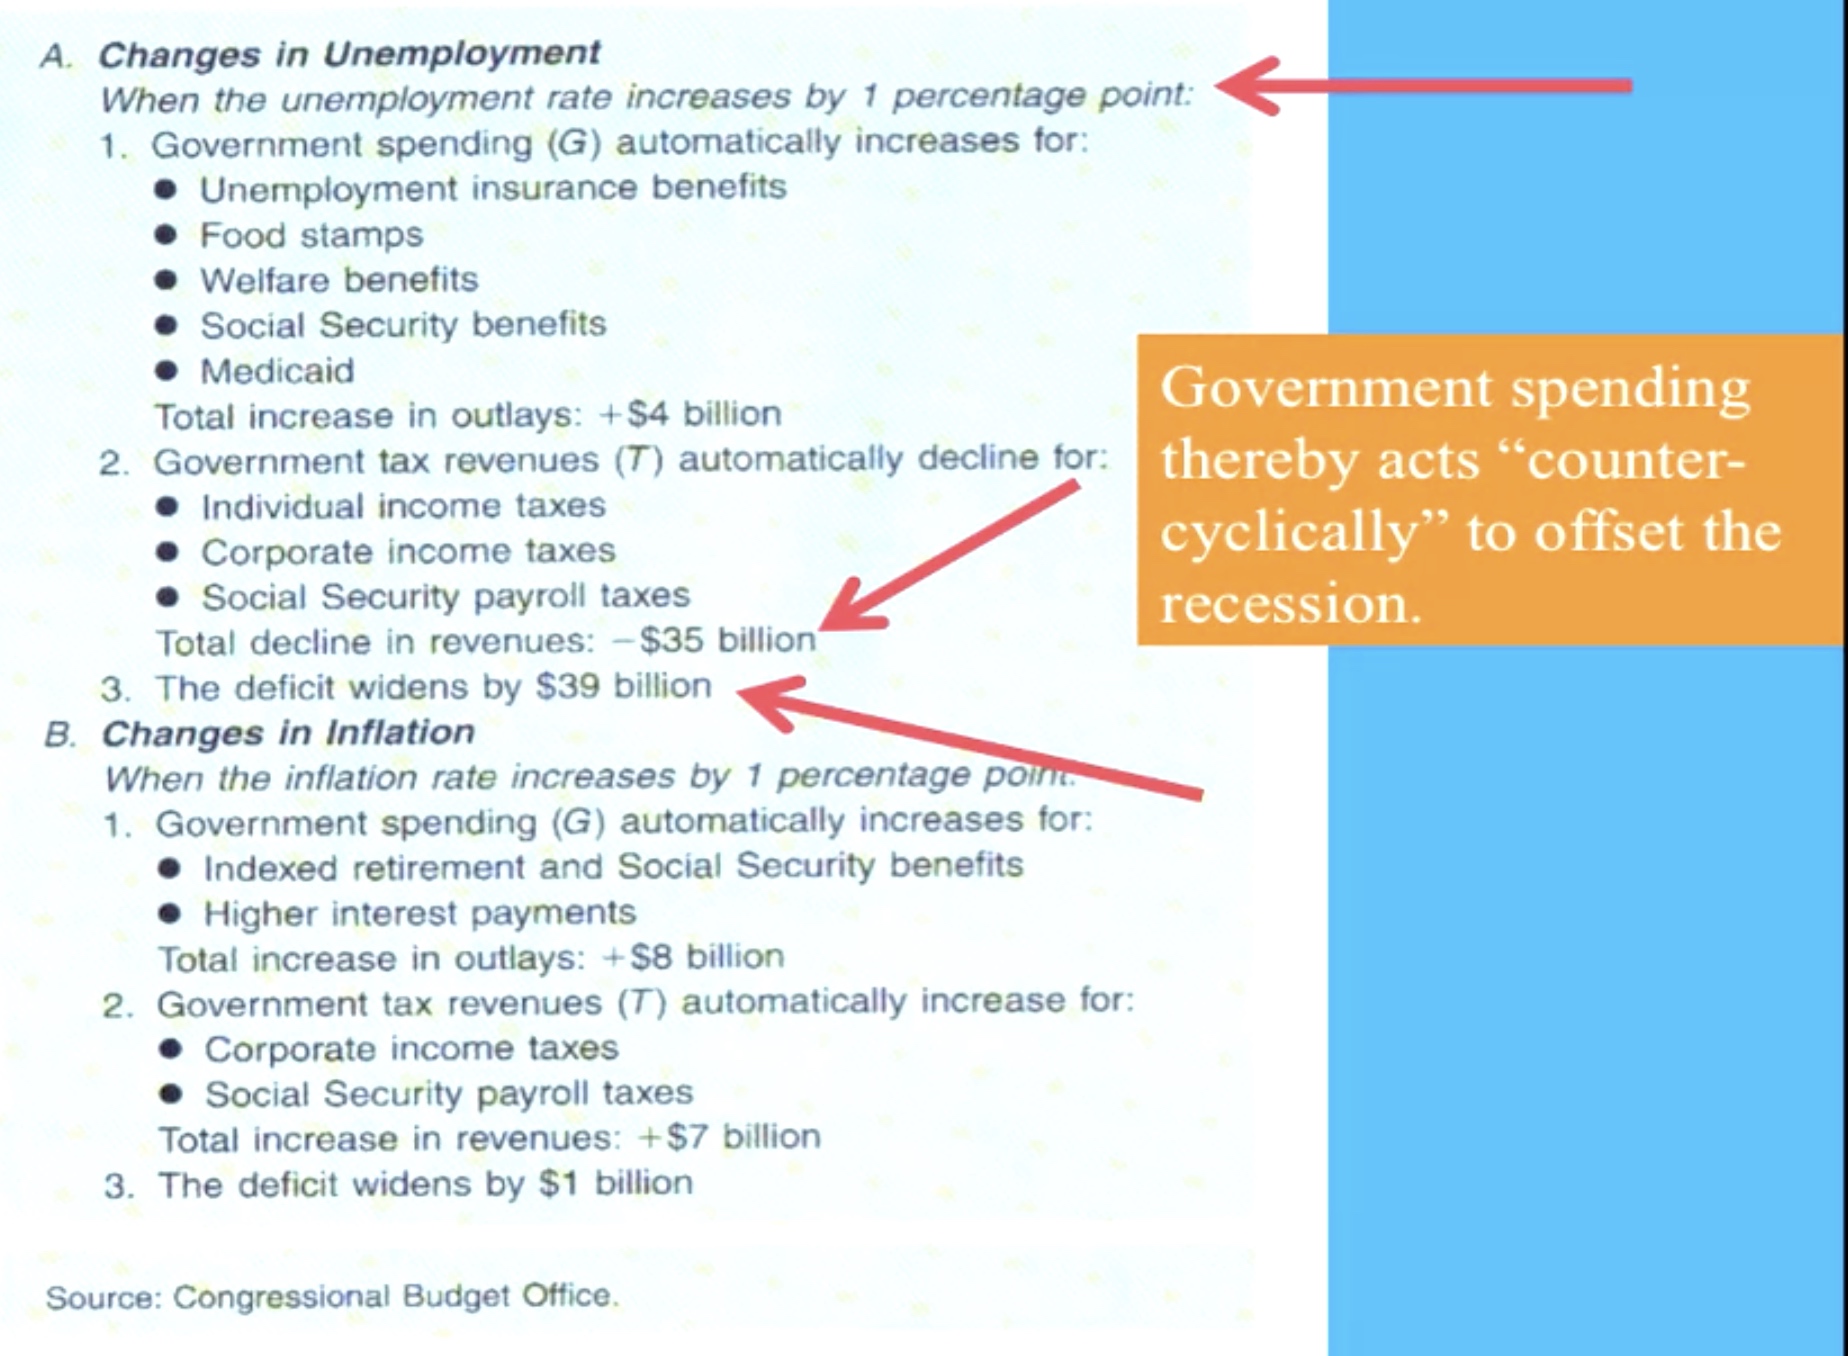 A. Changes in Unemployment
When the unemployment rate increases by 1 percentage point:
1. Government spending (G) automatically increases for:
● Unemployment insurance benefits
● Food stamps
● Welfare benefits
● Social Security benefits
● Medicaid
Total increase in outlays: +$4 billion
2. Government tax revenues (T) automatically decline for:
● Individual income taxes
● Corporate income taxes
● Social Security payroll taxes
Total decline in revenues: −$35 billion
3. The deficit widens by $39 billion
B. Changes in Inflation
When the inflation rate increases by 1 percentage point:
1. Government spending (G) automatically increases for:
● Indexed retirement and Social Security benefits
● Higher interest payments
Total increase in outlays: +$8 billion
2. Government tax revenues (T) automatically increase for:
● Corporate income taxes
● Social Security payroll taxes
Total increase in revenues: +$7 billion
3. The deficit widens by $1 billion
Source: Congressional Budget Office.
Government spending
thereby acts “counter-
cyclically” to offset the
recession.